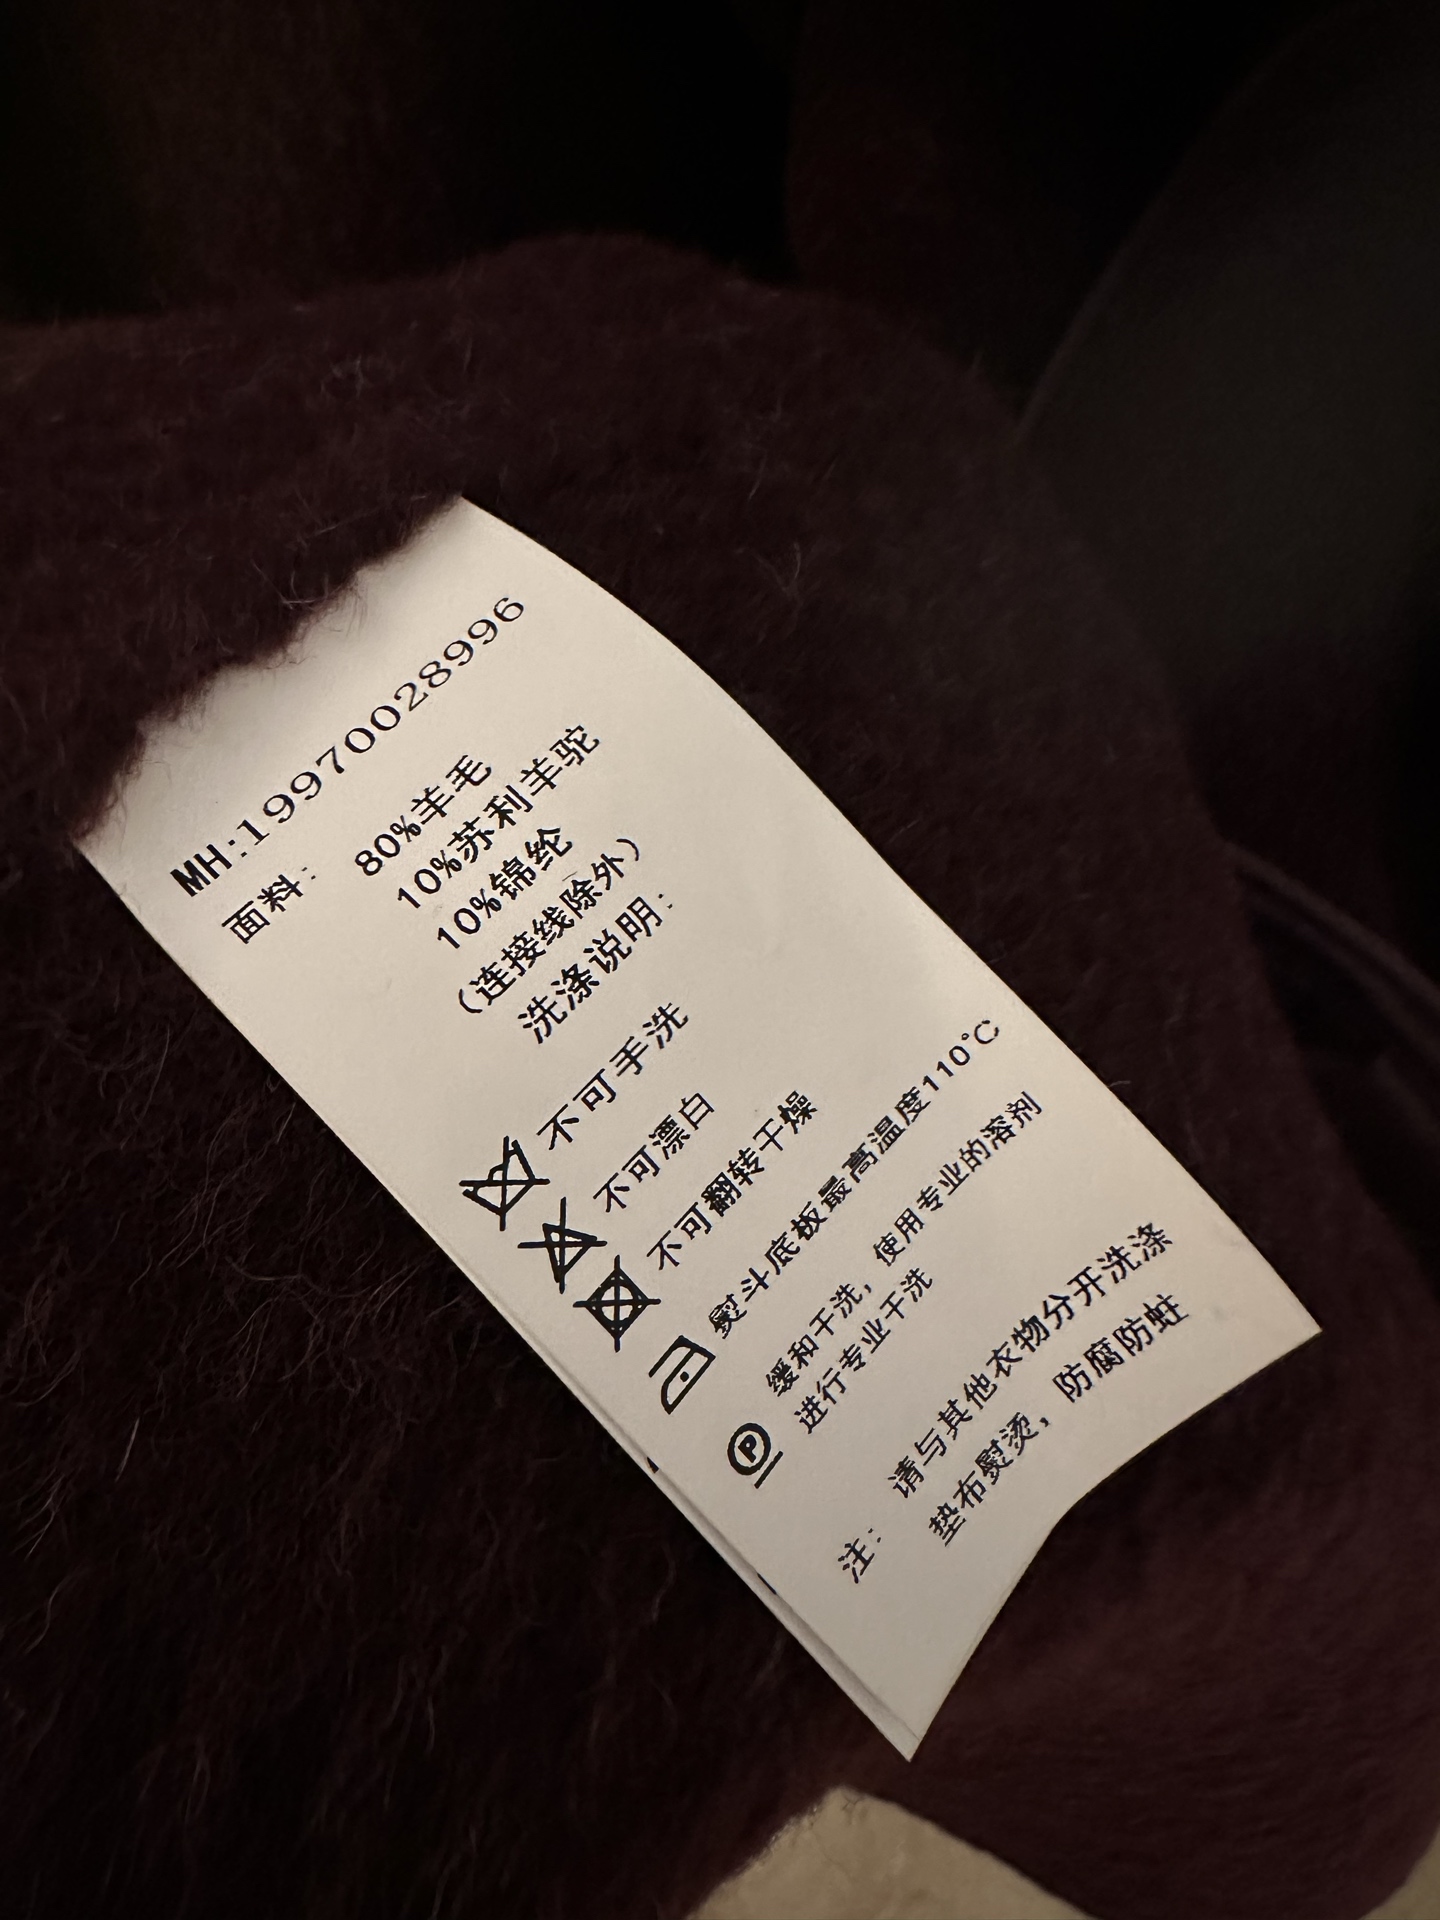 MH:19970028996
面料： 80%羊毛
10%苏利羊驼
10%锦纶
（连接线除外）
洗涤说明：
不可手洗
不可漂白
不可翻转干燥
熨斗底板最高温度110℃
缓和干洗，使用专业的溶剂
进行专业干洗
P
注： 请与其他衣物分开洗涤
垫布熨烫，防腐防蛀